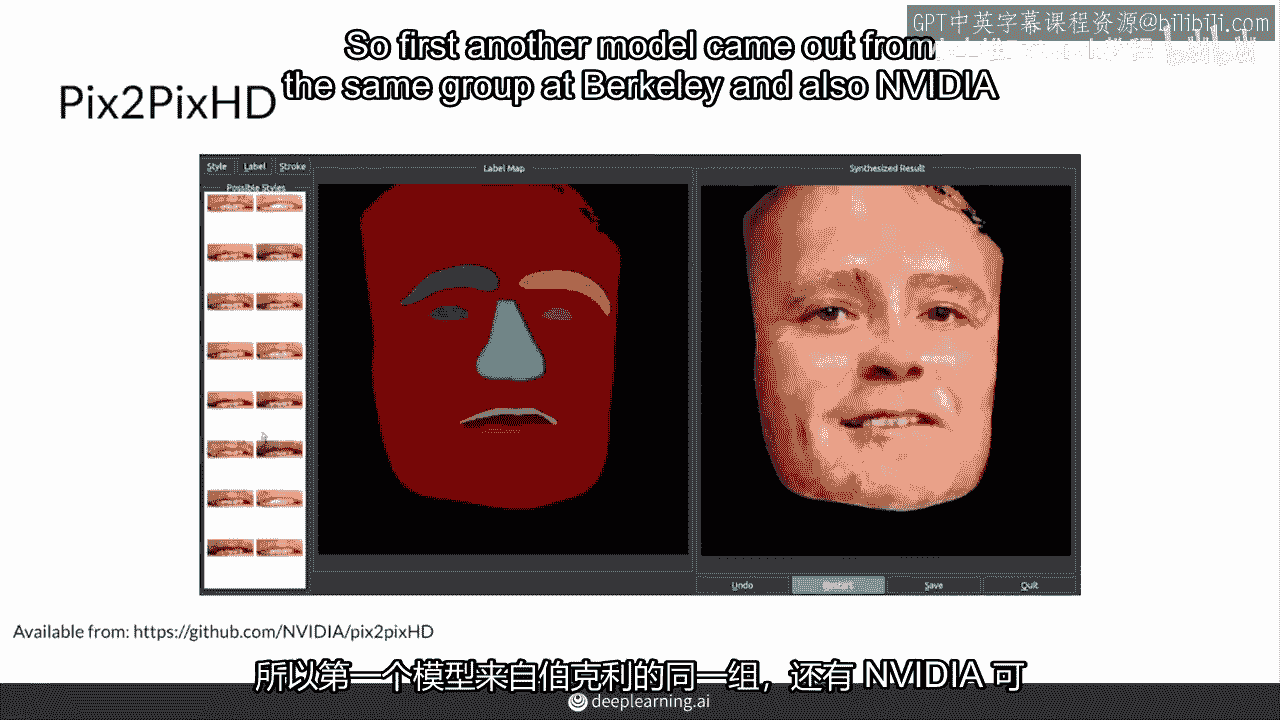 GPT中英字幕课程资源@bilibili.com
So first another model came out from
the same group at Berkeley and also NVIDIA
Pix2PixHD
Style Label Stroke
Label Map
Synthesized Result
Possible Styles
Undo
Save
Quit
Available from: https://github.com/NVIDIA/pix2pixHD
所以第一个模型来自伯克利的同一组，还有 NVIDIA 可
deeplearning.ai